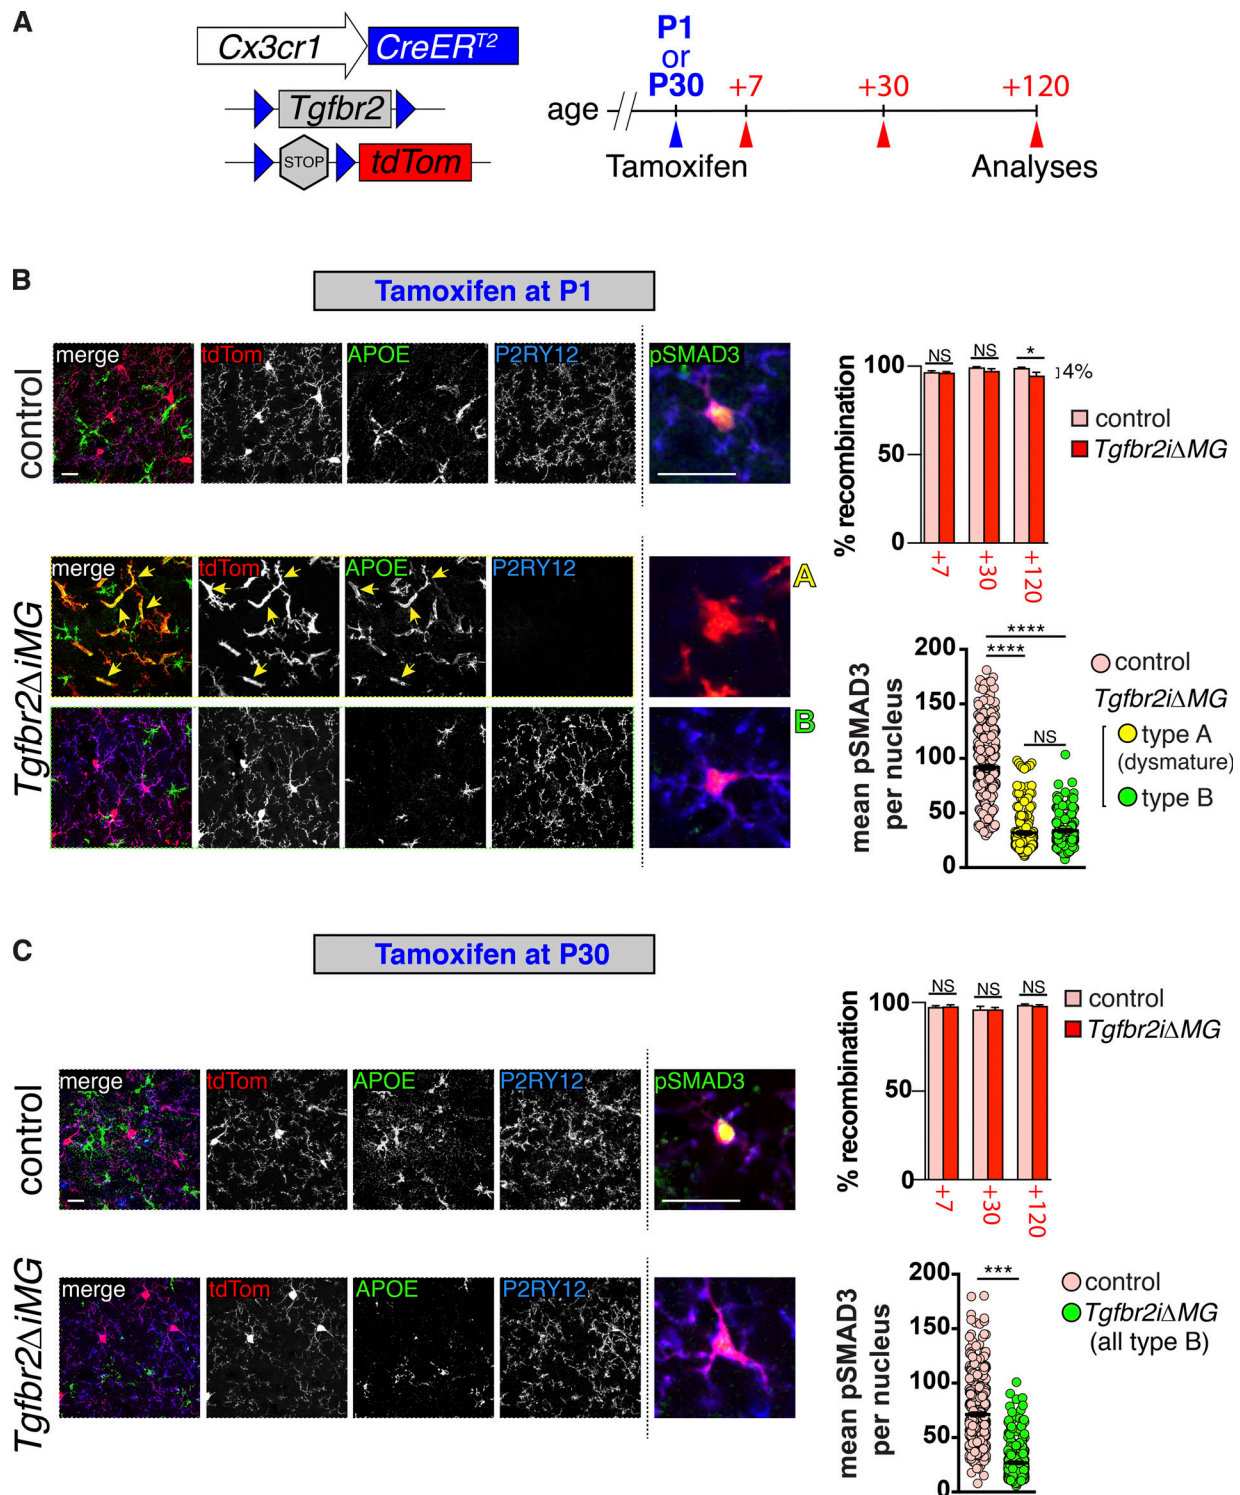 A
Cx3cr1 CreERT2
Tgfbr2
STOP tdTom
P1
or
P30 +7 +30 +120
age
Tamoxifen Analyses
B
Tamoxifen at P1
control
merge tdTom APOE P2RY12 pSMAD3
% recombination
100
50
0
NS NS *
4%
+7 +30 +120
control
Tgfbr2iΔMG
Tgfbr2ΔiMG
merge tdTom APOE P2RY12 A
B
mean pSMAD3
per nucleus
200
150
100
50
0
****
****
NS
control
Tgfbr2iΔMG
type A
(dysmature)
type B
C
Tamoxifen at P30
control
merge tdTom APOE P2RY12 pSMAD3
% recombination
100
50
0
NS NS NS
+7 +30 +120
control
Tgfbr2iΔMG
Tgfbr2ΔiMG
merge tdTom APOE P2RY12
mean pSMAD3
per nucleus
200
150
100
50
0
***
control
Tgfbr2iΔMG
(all type B)